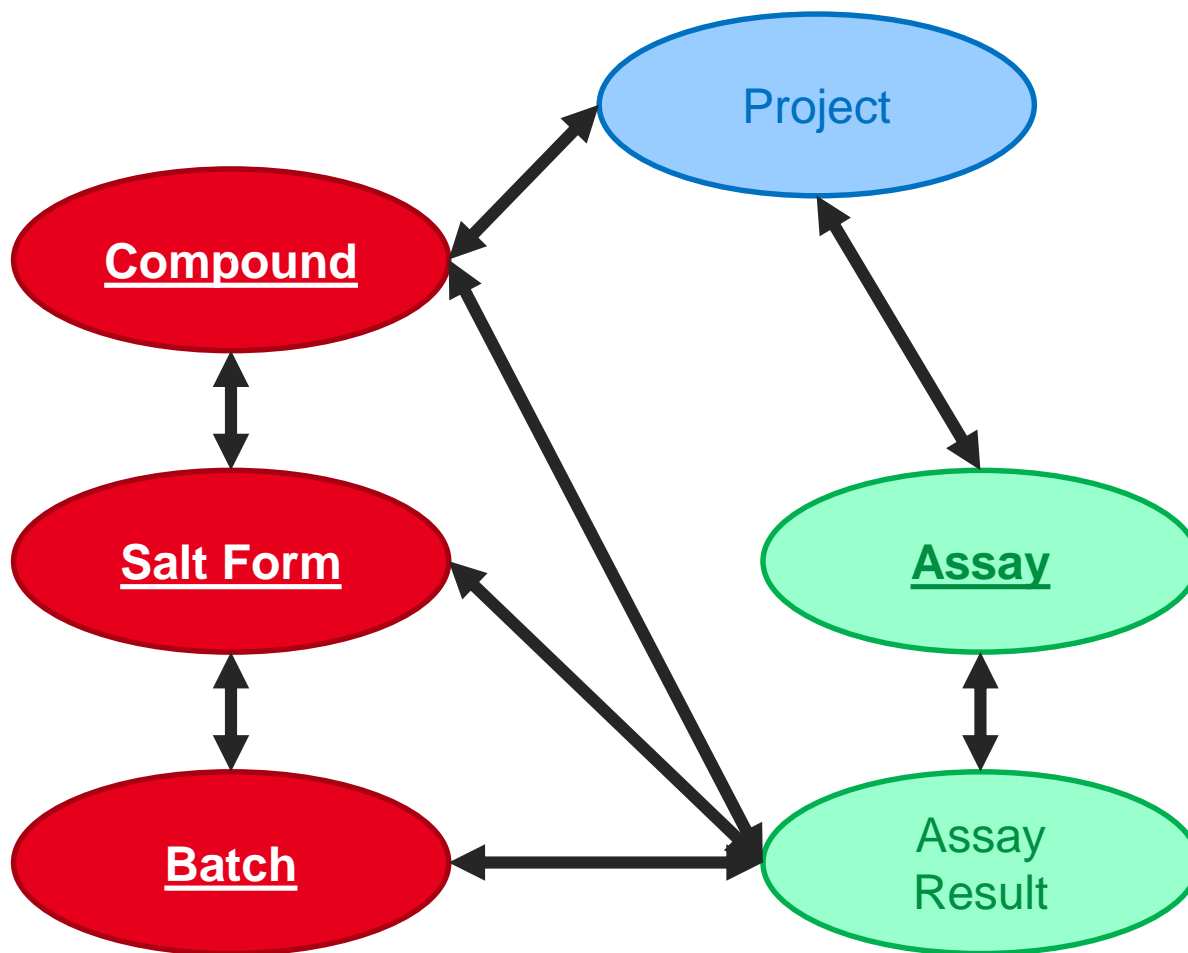 Project
Compound
Salt Form
Assay
Batch
Assay
Result